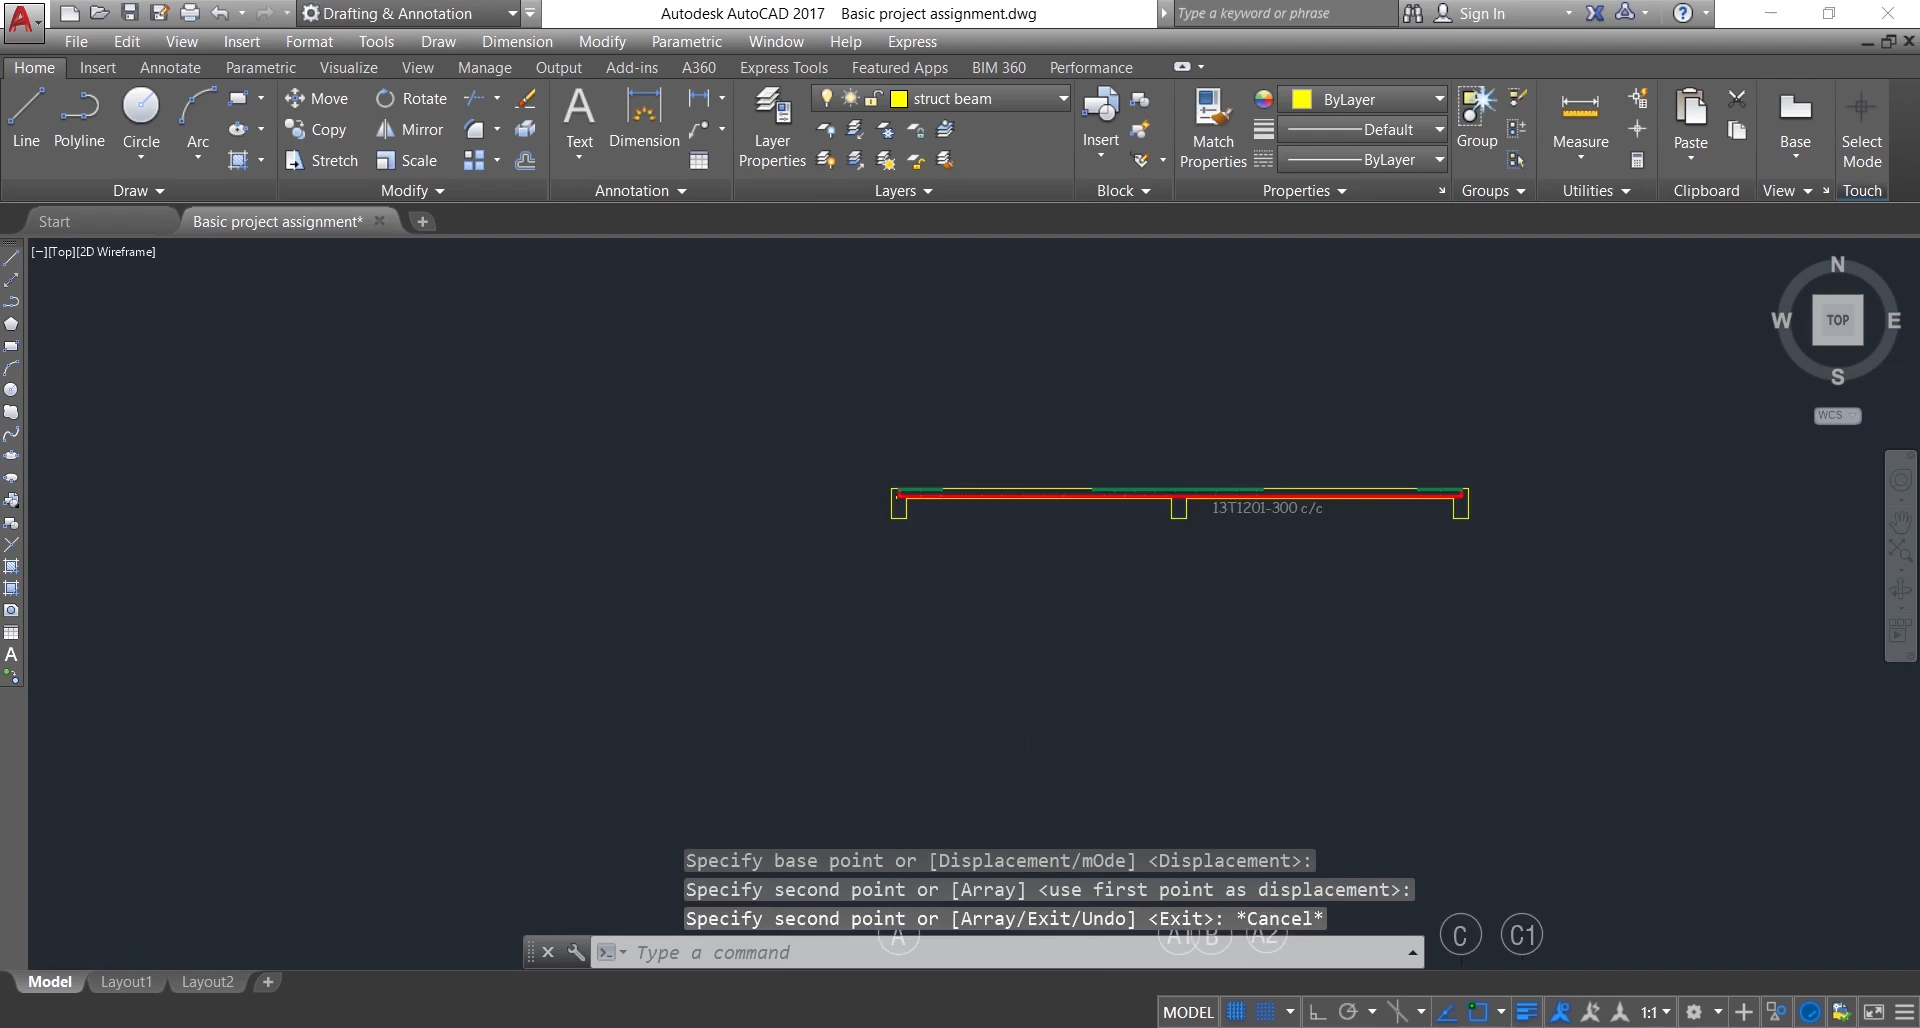 Drafting & Annotation
Autodesk AutoCAD 2017 Basic project assignment.dwg
Type a keyword or phrase
Sign In
File Edit View Insert Format Tools Draw Dimension Modify Parametric Window Help Express
Home Insert Annotate Parametric Visualize View Manage Output Add-ins A360 Express Tools Featured Apps BIM 360 Performance
Line
Polyline
Circle
Arc
Draw
Move
Rotate
Copy
Mirror
Stretch
Scale
Modify
Text
Dimension
Annotation
Layer
Properties
struct beam
Layers
Insert
Block
Match
Properties
ByLayer
Default
ByLayer
Properties
Group
Groups
Measure
Utilities
Paste
Clipboard
Base
View
Select
Mode
Touch
Start
Basic project assignment*
[−][Top][2D Wireframe]
N
W
TOP
E
S
WCS
13T1201-300 c/c
Specify base point or [Displacement/mOde] <Displacement>:
Specify second point or [Array] <use first point as displacement>:
Specify second point or [Array/Exit/Undo] <Exit>: *Cancel*
A
A1
B
A2
C
C1
Type a command
Model
Layout1
Layout2
MODEL
1:1